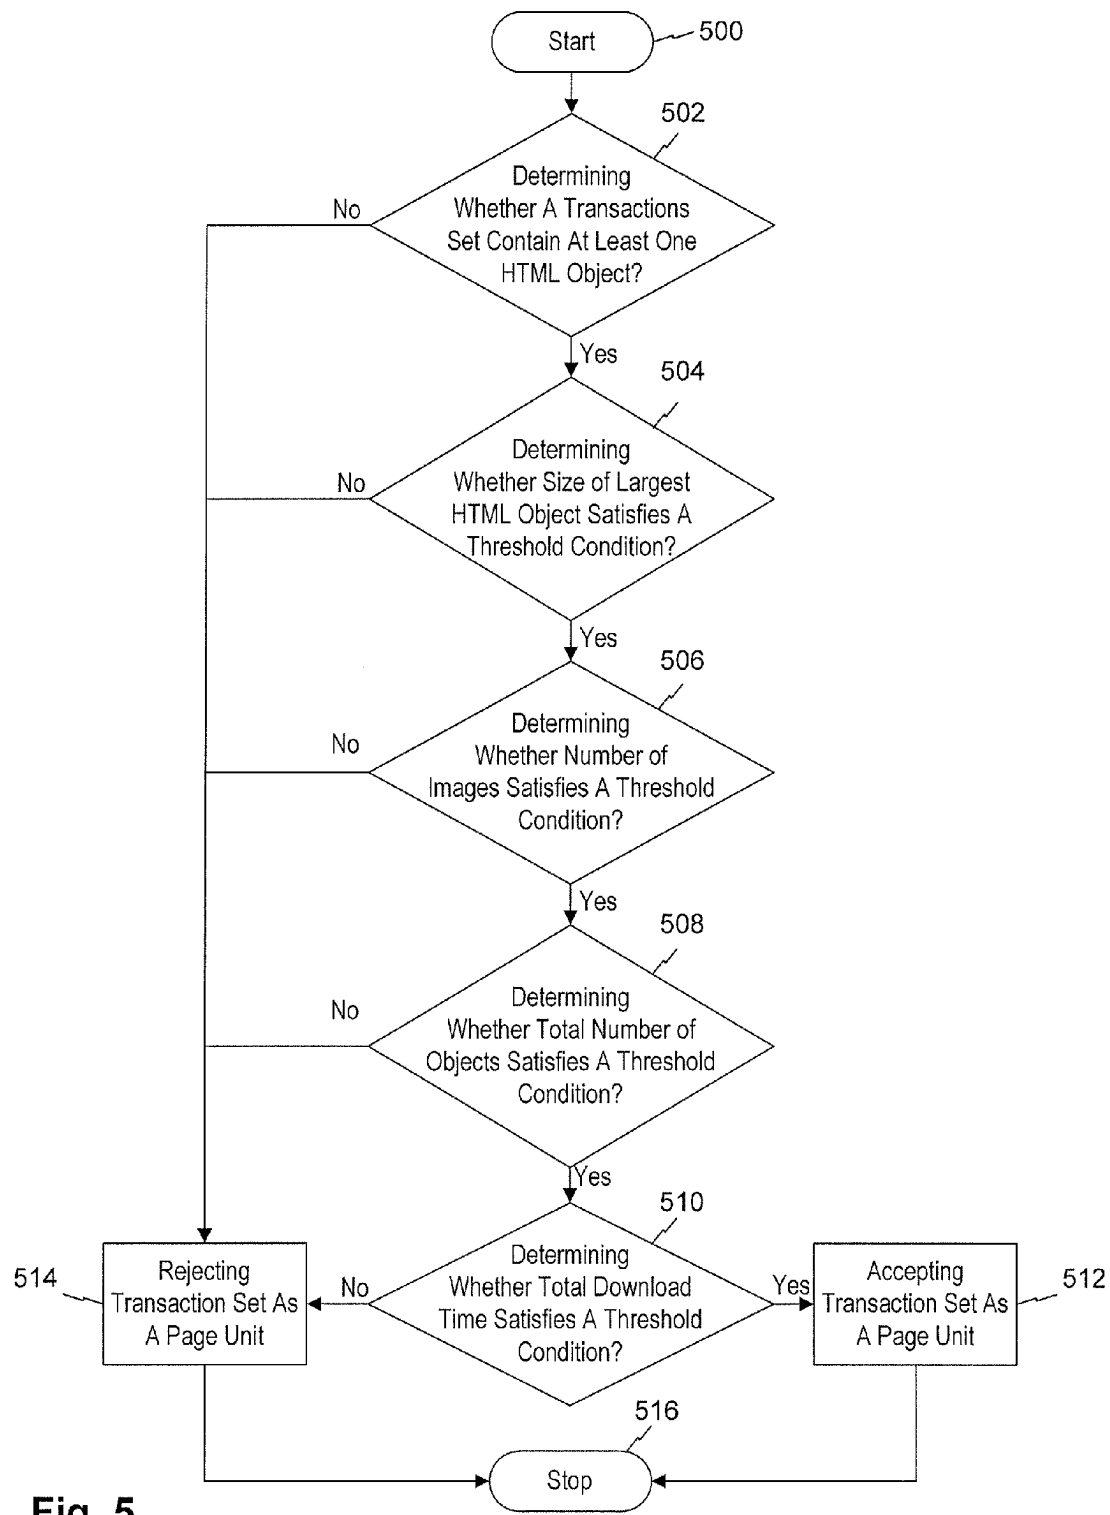 Start
500
502
Determining
Whether A Transactions
Set Contain At Least One
HTML Object?
No
Yes
504
Determining
Whether Size of Largest
HTML Object Satisfies A
Threshold Condition?
No
Yes
506
Determining
Whether Number of
Images Satisfies A Threshold
Condition?
No
Yes
508
Determining
Whether Total Number of
Objects Satisfies A Threshold
Condition?
No
Yes
510
Determining
Whether Total Download
Time Satisfies A Threshold
Condition?
No
Yes
514
Rejecting
Transaction Set As
A Page Unit
Accepting
Transaction Set As
A Page Unit
512
516
Stop
Fig. 5